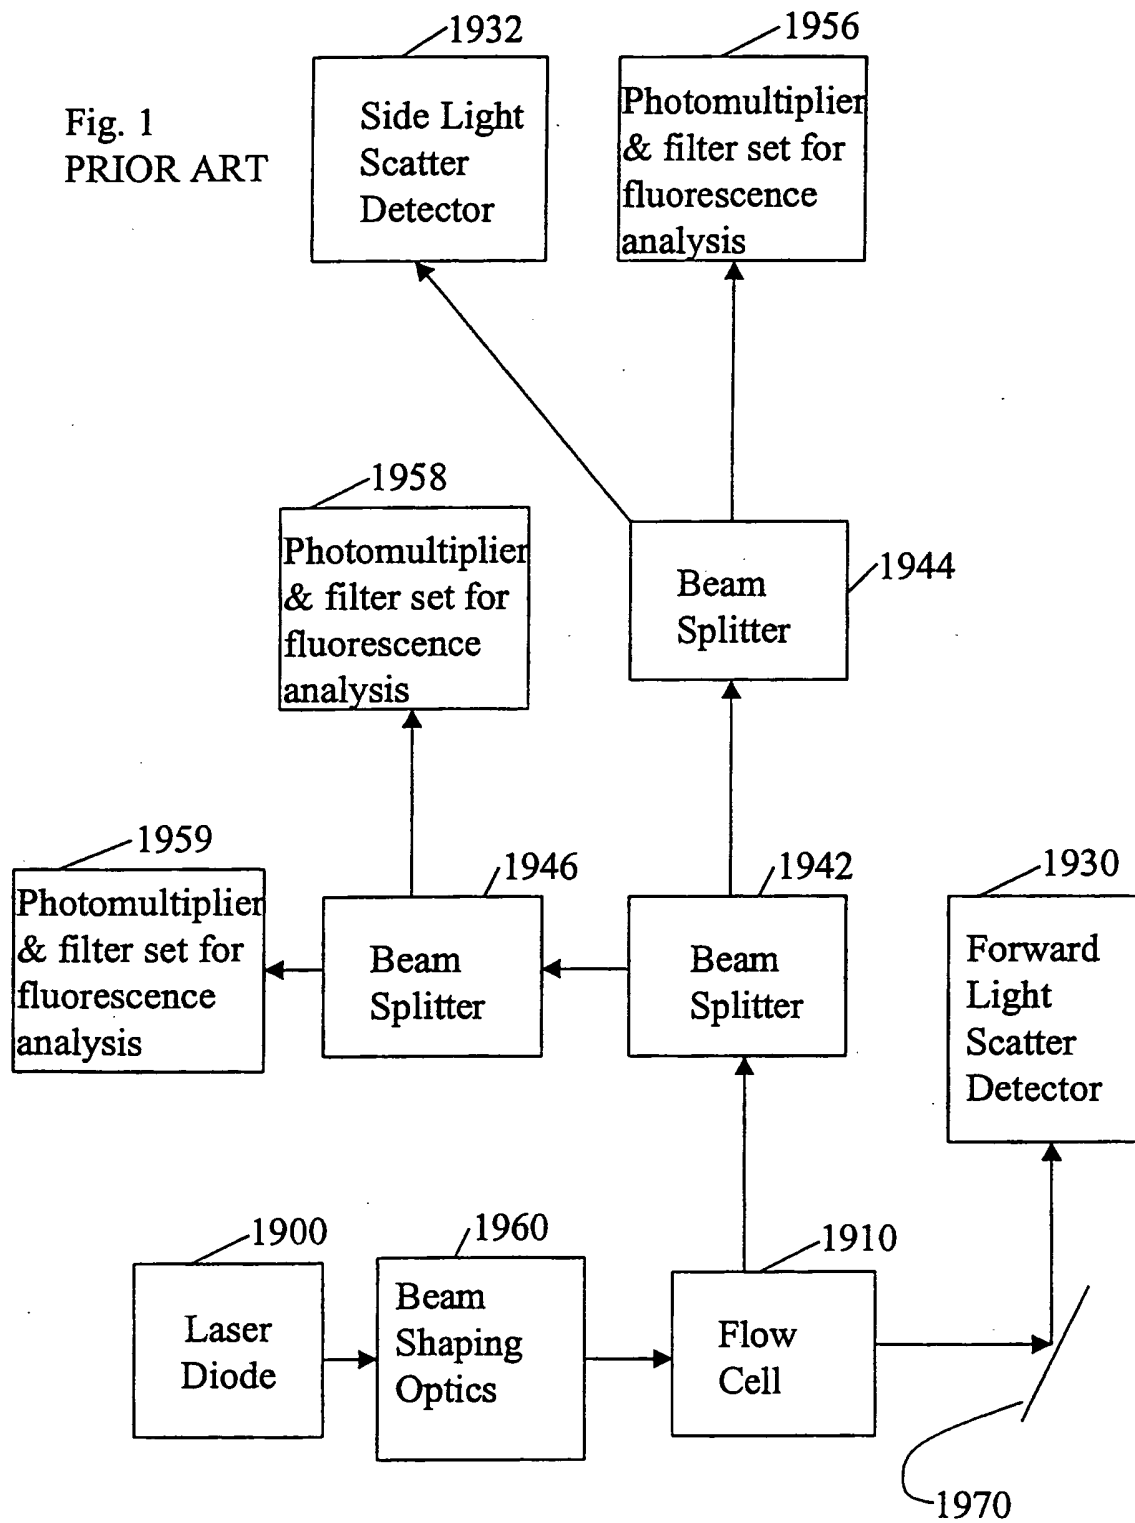 1932
1956
Fig. 1
PRIOR ART
Side Light
Scatter
Detector
Photomultiplier
& filter set for
fluorescence
analysis
1958
Photomultiplier
& filter set for
fluorescence
analysis
Beam
Splitter
1944
1959
Photomultiplier
& filter set for
fluorescence
analysis
1946
Beam
Splitter
1942
Beam
Splitter
1930
Forward
Light
Scatter
Detector
1900
Laser
Diode
1960
Beam
Shaping
Optics
1910
Flow
Cell
1970